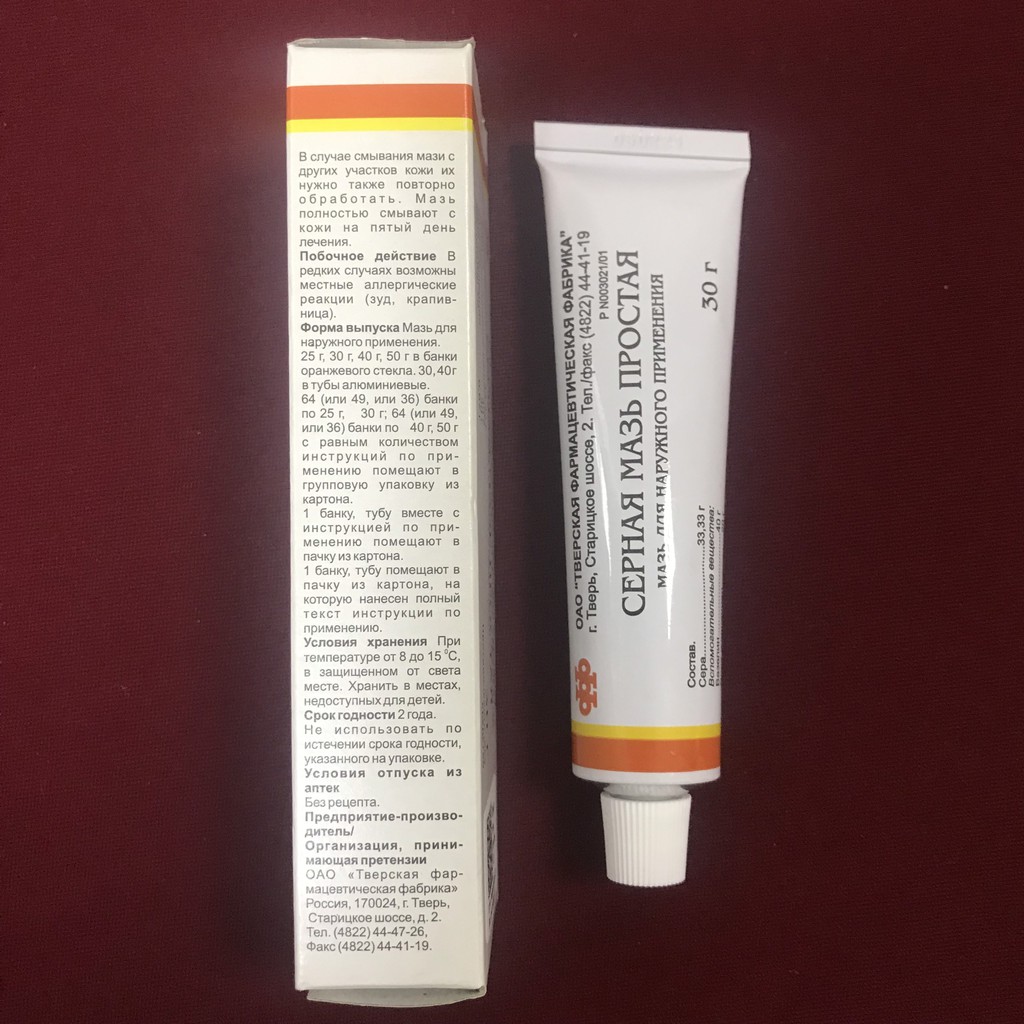 В случае смывания мази с
других участков кожи их
нужно также повторно
обработать. Мазь
полностью смывают с
кожи на пятый день
лечения.
Побочное действие В
редких случаях возможны
местные аллергические
реакции (зуд, крапив-
ница).
Форма выпуска Мазь для
наружного применения.
25 г, 30 г, 40 г, 50 г в банки
оранжевого стекла. 30,40г
в тубы алюминиевые.
64 (или 49, или 36) банки
по 25 г, 30 г; 64 (или 49,
или 36) банки по 40 г, 50 г
с равным количеством
инструкций по при-
менению помещают в
групповую упаковку из
картона.
1 банку, тубу вместе с
инструкцией по при-
менению помещают в
пачку из картона.
1 банку, тубу помещают в
пачку из картона, на
которую нанесен полный
текст инструкции по
применению.
Условия хранения При
температуре от 8 до 15 °С,
в защищенном от света
месте. Хранить в местах,
недоступных для детей.
Срок годности 2 года.
Не использовать по
истечении срока годности,
указанного на упаковке.
Условия отпуска из
аптек
Без рецепта.
Предприятие-произво-
дитель/
Организация, прини-
мающая претензии
ОАО «Тверская фар-
мацевтическая фабрика»
Россия, 170024, г. Тверь,
Старицкое шоссе, д. 2.
Тел. (4822) 44-47-26,
Факс (4822) 44-41-19.
ОАО "ТВЕРСКАЯ ФАРМАЦЕВТИЧЕСКАЯ ФАБРИКА"
г. Тверь, Старицкое шоссе, 2. Тел./факс (4822) 44-41-19
Р N003021/01
СЕРНАЯ МАЗЬ ПРОСТАЯ
МАЗЬ ДЛЯ НАРУЖНОГО ПРИМЕНЕНИЯ
30 г
Состав.
Сера..........................33,33 г
Вспомогательные вещества: